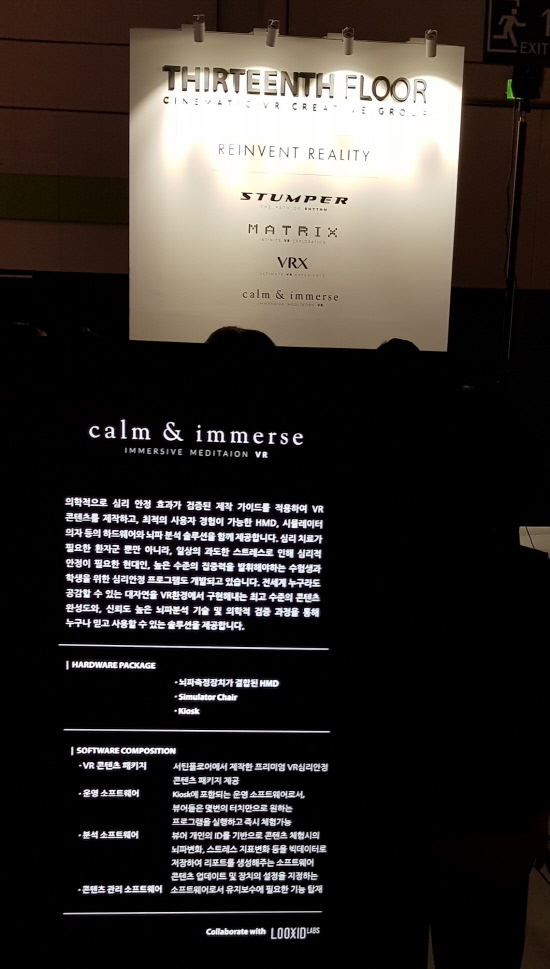 EXIT
THIRTEENTH FLOOR
CINEMATIC VR CREATIVE GROUP
REINVENT REALITY
STUMPER
THE PATH OF RHYTHM
MATRIX
INFINITE VR EXPLORATION
VRX
ULTIMATE VR EXPERIENCE
calm & immerse
IMMERSIVE MEDITAION VR
calm & immerse
IMMERSIVE MEDITAION VR
의학적으로 심리 안정 효과가 검증된 제작 가이드를 적용하여 VR
콘텐츠를 제작하고, 최적의 사용자 경험이 가능한 HMD, 시뮬레이터
의자 등의 하드웨어와 뇌파 분석 솔루션을 함께 제공합니다. 심리 치료가
필요한 환자군 뿐만 아니라, 일상의 과도한 스트레스로 인해 심리적
안정이 필요한 현대인, 높은 수준의 집중력을 발휘해야하는 수험생과
학생을 위한 심리안정 프로그램도 개발되고 있습니다. 전세계 누구라도
공감할 수 있는 대자연을 VR환경에서 구현해내는 최고 수준의 콘텐츠
완성도와, 신뢰도 높은 뇌파분석 기술 및 의학적 검증 과정을 통해
누구나 믿고 사용할 수 있는 솔루션을 제공합니다.
| HARDWARE PACKAGE
· 뇌파측정장치가 결합된 HMD
· Simulator Chair
· Kiosk
| SOFTWARE COMPOSITION
· VR 콘텐츠 패키지 서틴플로어에서 제작한 프리미엄 VR심리안정
콘텐츠 패키지 제공
· 운영 소프트웨어 Kiosk에 포함되는 운영 소프트웨어로서,
뷰어들은 몇번의 터치만으로 원하는
프로그램을 실행하고 즉시 체험가능
· 분석 소프트웨어 뷰어 개인의 ID를 기반으로 콘텐츠 체험시의
뇌파변화, 스트레스 지표변화 등을 빅데이터로
저장하여 리포트를 생성해주는 소프트웨어
콘텐츠 업데이트 및 장치의 설정을 지정하는
· 콘텐츠 관리 소프트웨어 소프트웨어로서 유지보수에 필요한 기능 탑재
Collaborate with LOOXID LABS